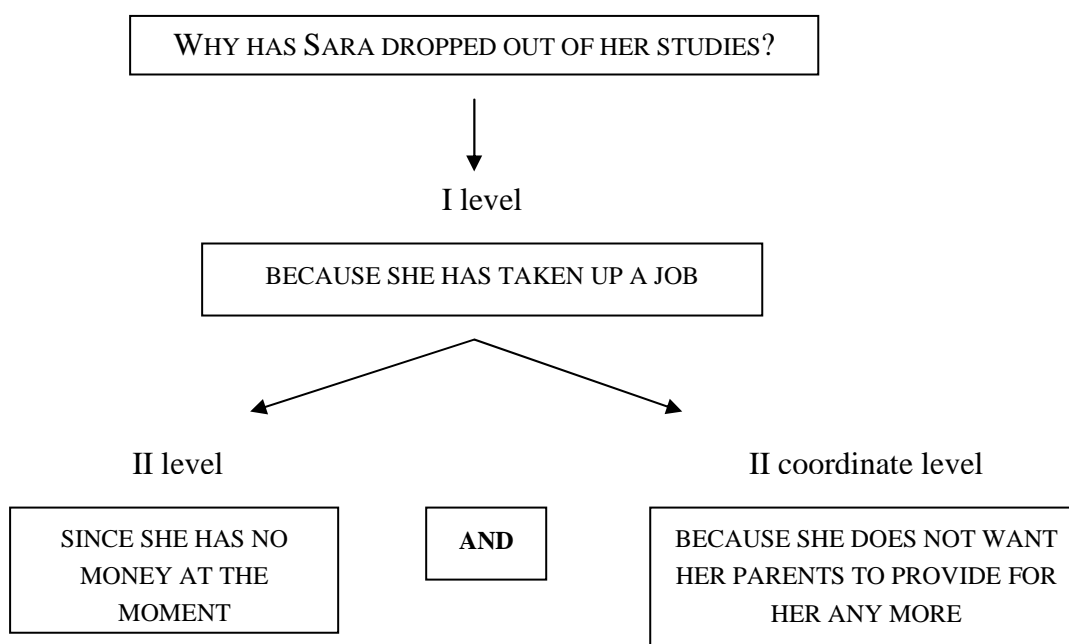 WHY HAS SARA DROPPED OUT OF HER STUDIES?
I level
BECAUSE SHE HAS TAKEN UP A JOB
II level
II coordinate level
SINCE SHE HAS NO
MONEY AT THE
MOMENT
AND
BECAUSE SHE DOES NOT WANT
HER PARENTS TO PROVIDE FOR
HER ANY MORE